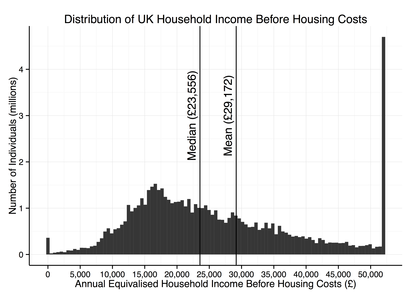 Distribution of UK Household Income Before Housing Costs
Number of Individuals (millions)
4
3
2
1
0
Median (£23,556)
Mean (£29,172)
0 5,000 10,000 15,000 20,000 25,000 30,000 35,000 40,000 45,000 50,000
Annual Equivalised Household Income Before Housing Costs (£)